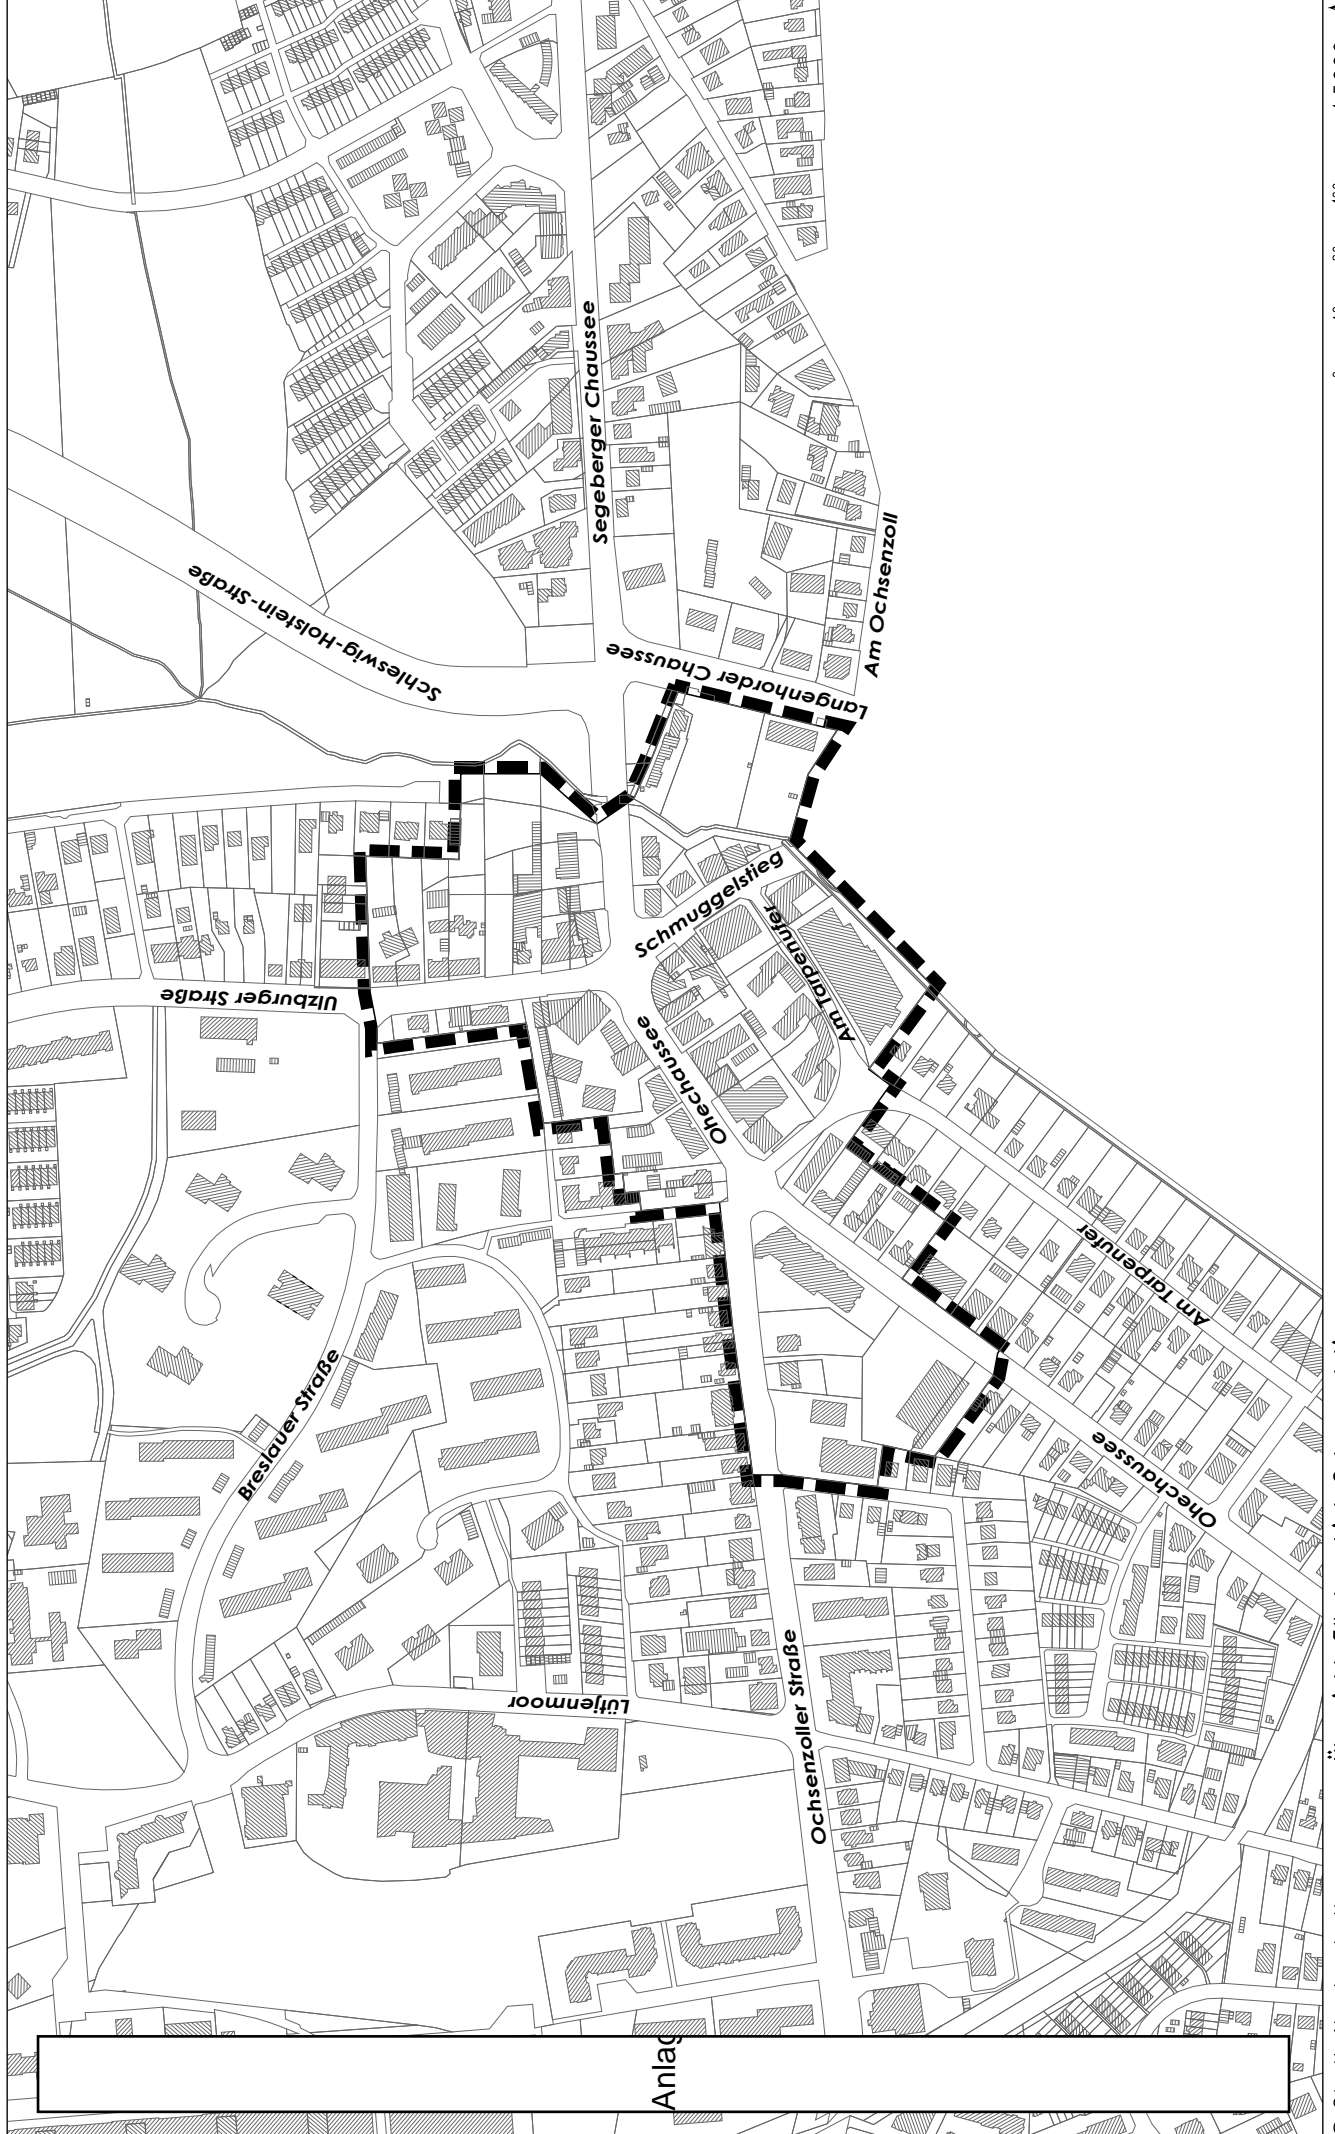 Schleswig-Holstein-Straße
Segeberger Chaussee
Langenhorder Chaussee
Am Ochsenzoll
Ulzburger Straße
Schmuggelstieg
Am Tarpenufer
Ohechaussee
Breslauer Straße
Am Tarpenufer
Ohechaussee
Lütjenmoor
Ochsenzoller Straße
Anlag